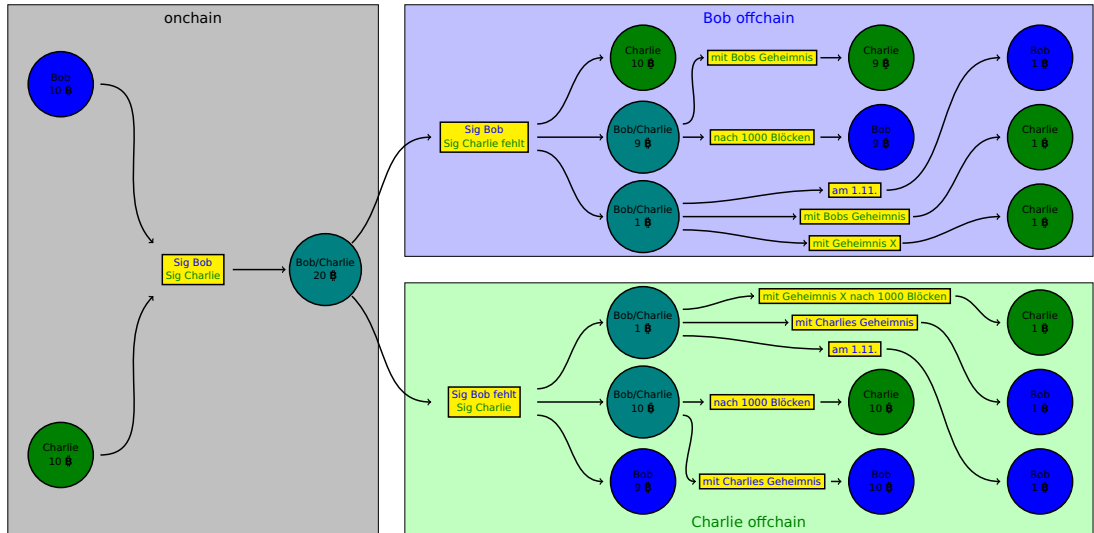 onchain
Bob
10 ₿
Sig Bob
Sig Charlie
Bob/Charlie
20 ₿
Charlie
10 ₿
Bob offchain
Sig Bob
Sig Charlie fehlt
Charlie
10 ₿
mit Bobs Geheimnis
Charlie
9 ₿
Bob/Charlie
9 ₿
nach 1000 Blöcken
Bob
9 ₿
Bob/Charlie
1 ₿
am 1.11.
mit Bobs Geheimnis
mit Geheimnis X
Bob
1 ₿
Charlie
1 ₿
Charlie
1 ₿
Sig Bob fehlt
Sig Charlie
Bob/Charlie
1 ₿
mit Geheimnis X nach 1000 Blöcken
mit Charlies Geheimnis
am 1.11.
Charlie
1 ₿
Bob/Charlie
10 ₿
nach 1000 Blöcken
Charlie
10 ₿
Bob
1 ₿
Bob
9 ₿
mit Charlies Geheimnis
Bob
10 ₿
Bob
1 ₿
Charlie offchain